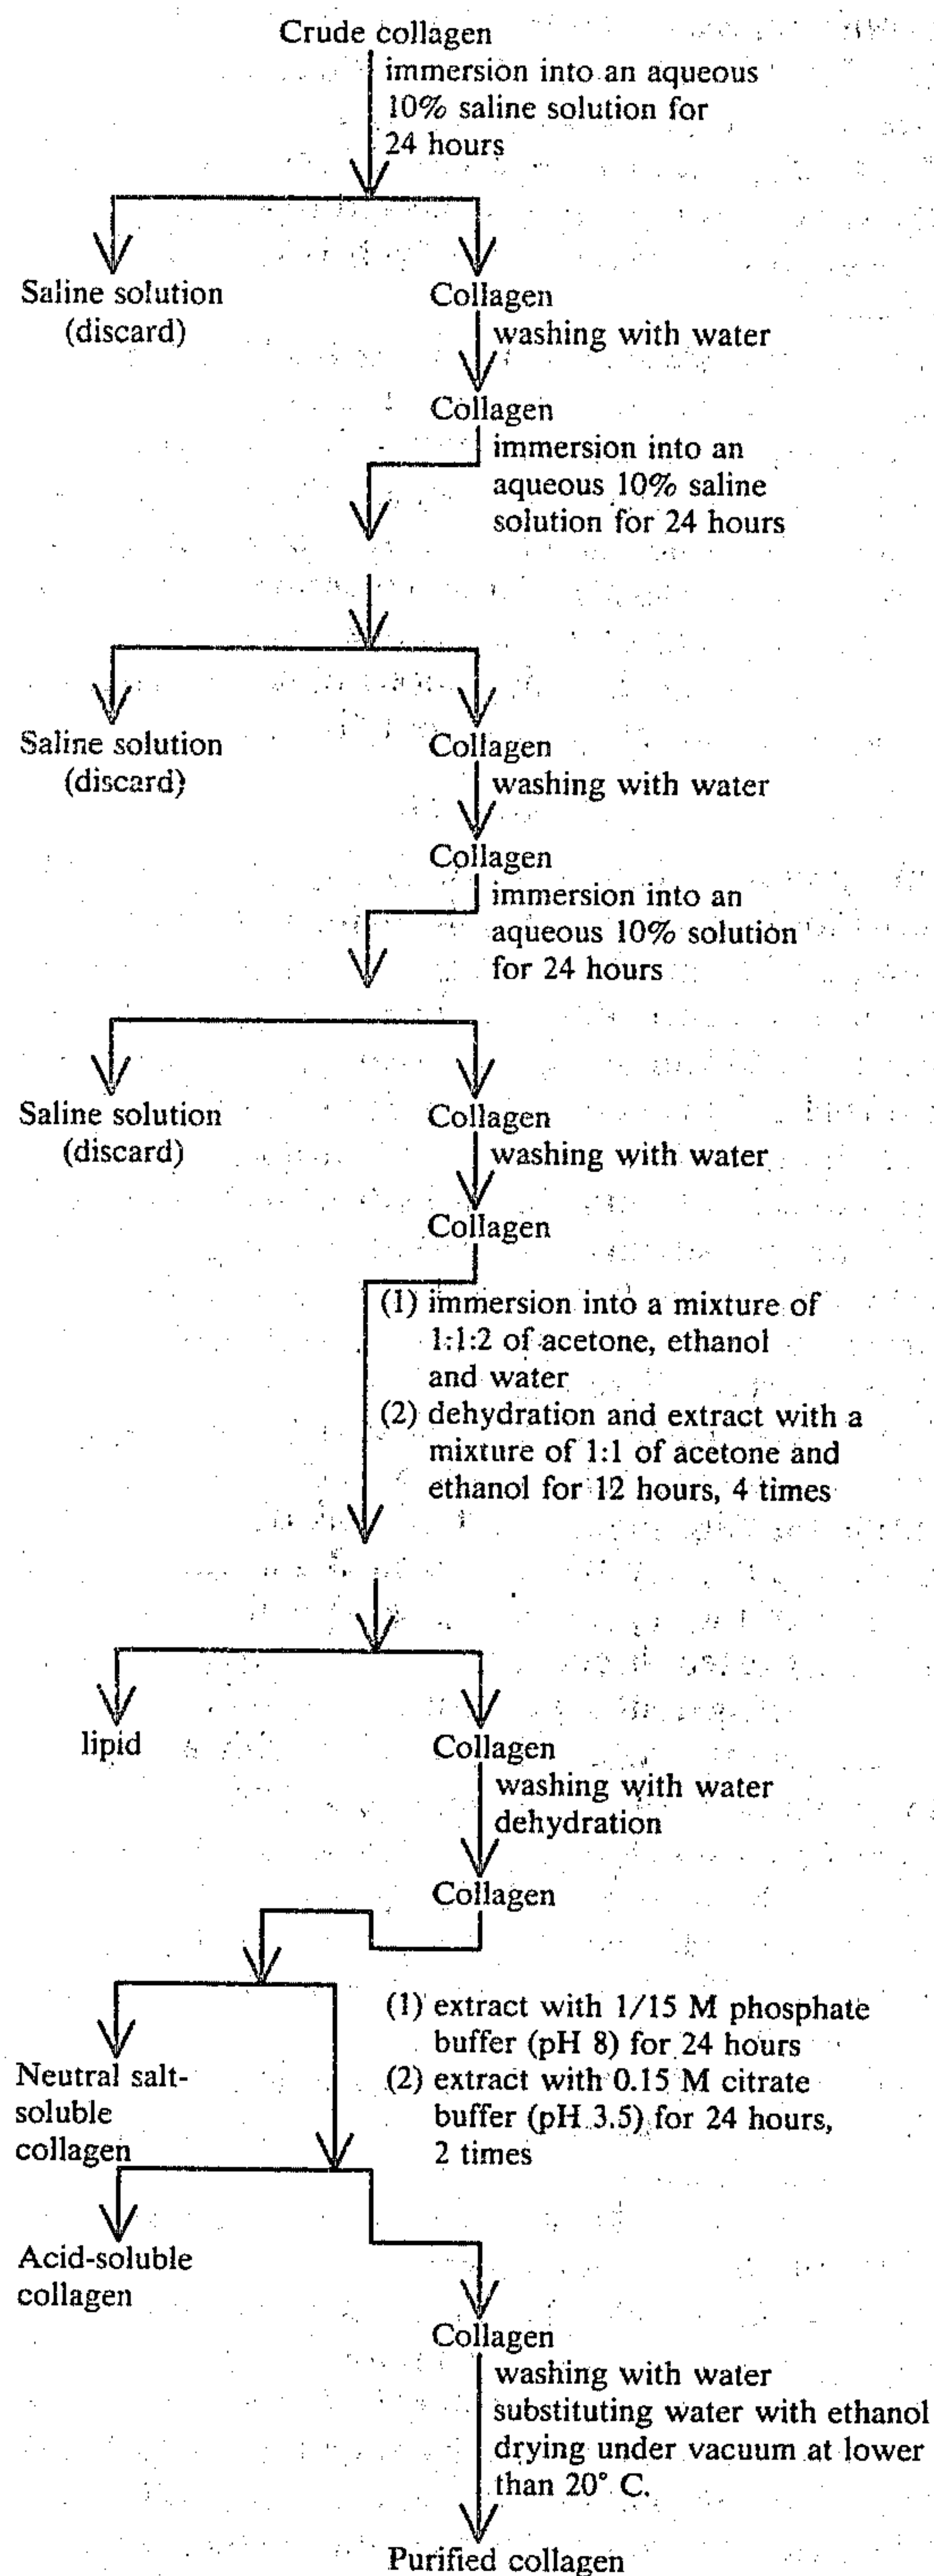 Crude collagen
immersion into an aqueous
10% saline solution for
24 hours
Saline solution
(discard)
Collagen
washing with water
Collagen
immersion into an
aqueous 10% saline
solution for 24 hours
Saline solution
(discard)
Collagen
washing with water
Collagen
immersion into an
aqueous 10% solution
for 24 hours
Saline solution
(discard)
Collagen
washing with water
Collagen
(1) immersion into a mixture of
1:1:2 of acetone, ethanol
and water
(2) dehydration and extract with a
mixture of 1:1 of acetone and
ethanol for 12 hours, 4 times
lipid
Collagen
washing with water
dehydration
Collagen
(1) extract with 1/15 M phosphate
buffer (pH 8) for 24 hours
(2) extract with 0.15 M citrate
buffer (pH 3.5) for 24 hours,
2 times
Neutral salt-
soluble
collagen
Acid-soluble
collagen
Collagen
washing with water
substituting water with ethanol
drying under vacuum at lower
than 20° C.
Purified collagen